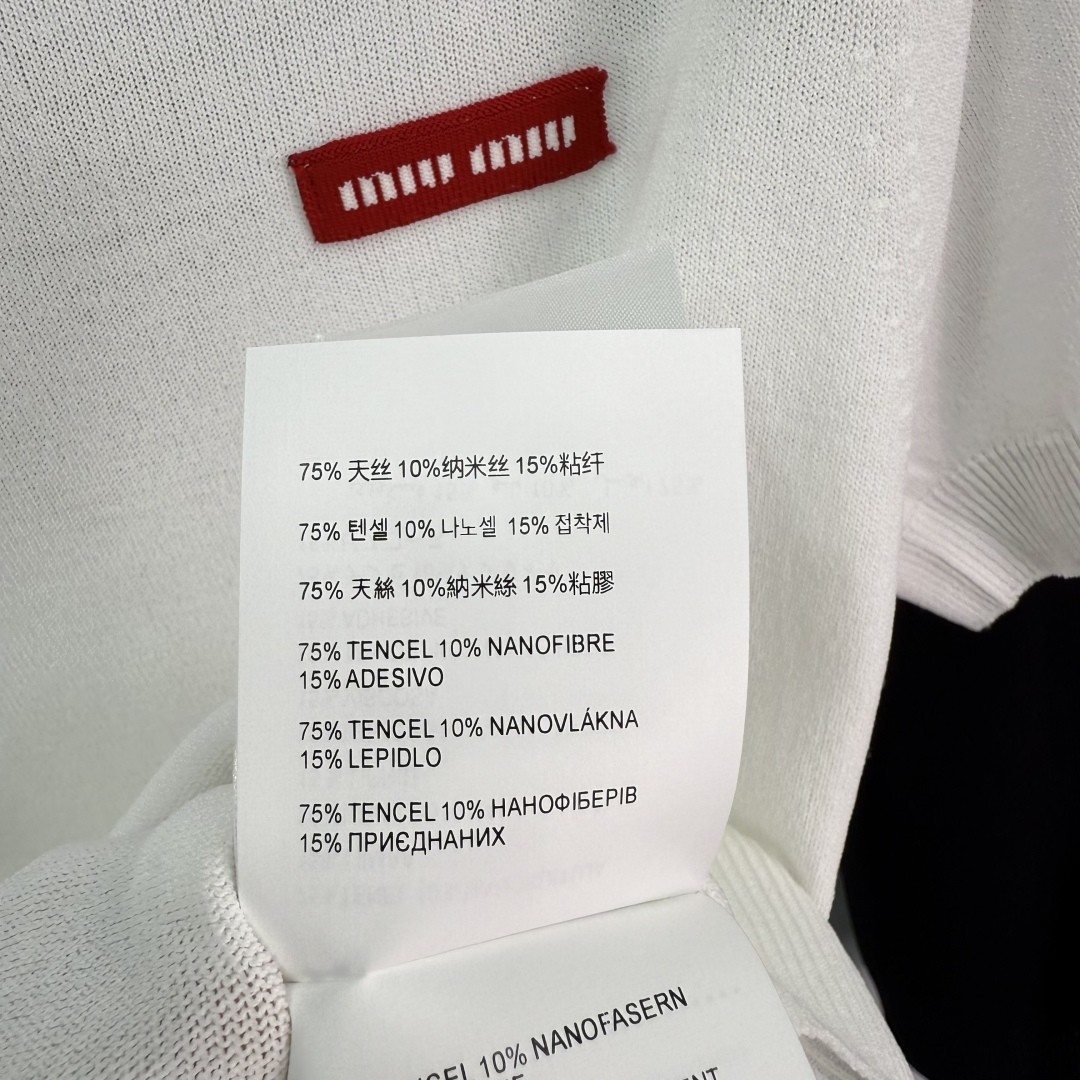 miu miu
75% 天丝 10%纳米丝 15%粘纤
75% 텐셀 10% 나노셀 15% 접착제
75% 天絲 10%納米絲 15%粘膠
75% TENCEL 10% NANOFIBRE
15% ADESIVO
75% TENCEL 10% NANOVLÁKNA
15% LEPIDLO
75% TENCEL 10% НАНОФІБЕРІВ
15% ПРИЄДНАНИХ
10% NANOFASERN